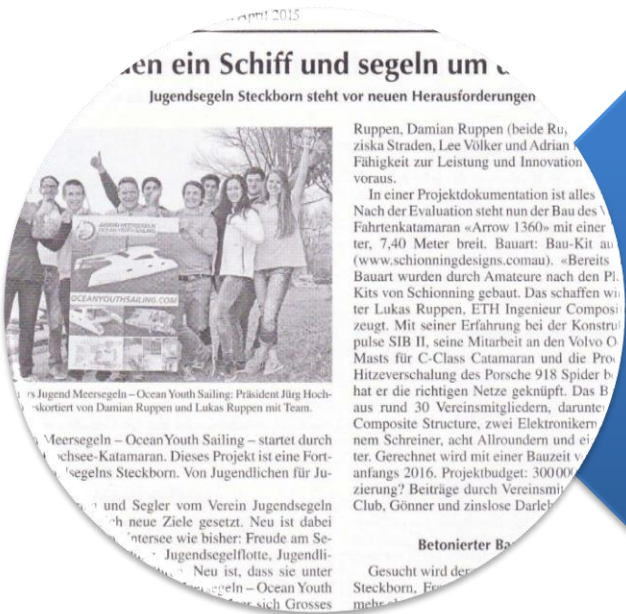 April 2015
en ein Schiff und segeln um
Jugendsegeln Steckborn steht vor neuen Herausforderungen
JUGEND MEERSEGELN
OCEAN YOUTH SAILING
OCEANYOUTHSAILING.COM
Jugend Meersegeln – Ocean Youth Sailing: Präsident Jürg Hoch-
skortiert von Damian Ruppen und Lukas Ruppen mit Team.
Meersegeln – OceanYouth Sailing – startet durch
chsee-Katamaran. Dieses Projekt ist eine Fort-
segelns Steckborn. Von Jugendlichen für Ju-
und Segler vom Verein Jugendsegeln
ch neue Ziele gesetzt. Neu ist dabei
ntersee wie bisher: Freude am Se-
Jugendsegelflotte, Jugendli-
Neu ist, dass sie unter
segeln – Ocean Youth
sich Grosses
Ruppen, Damian Ruppen (beide
ziska Straden, Lee Völker und Adrian
Fähigkeit zur Leistung und Innovation
voraus.
In einer Projektdokumentation ist alles
Nach der Evaluation steht nun der Bau des
Fahrtenkatamaran «Arrow 1360» mit einer
ter, 7,40 Meter breit. Bauart: Bau-Kit au
(www.schionningdesigns.comau). «Bereits
Bauart wurden durch Amateure nach den
Kits von Schionning gebaut. Das schaffen
ter Lukas Ruppen, ETH Ingenieur Composi
zeugt. Mit seiner Erfahrung bei der Konstru
pulse SIB II, seine Mitarbeit an den Volvo O
Masts für C-Class Catamaran und die
Hitzeverschalung des Porsche 918 Spider
hat er die richtigen Netze geknüpft. Das B
aus rund 30 Vereinsmitgliedern, darunte
Composite Structure, zwei Elektronikern
nem Schreiner, acht Allroundern und
ter. Gerechnet wird mit einer Bauzeit
anfangs 2016. Projektbudget: 300000
zierung? Beiträge durch Vereinsmit
Club, Gönner und zinslose Darleh
Betonierter
Gesucht wird der
Steckborn,
mehr